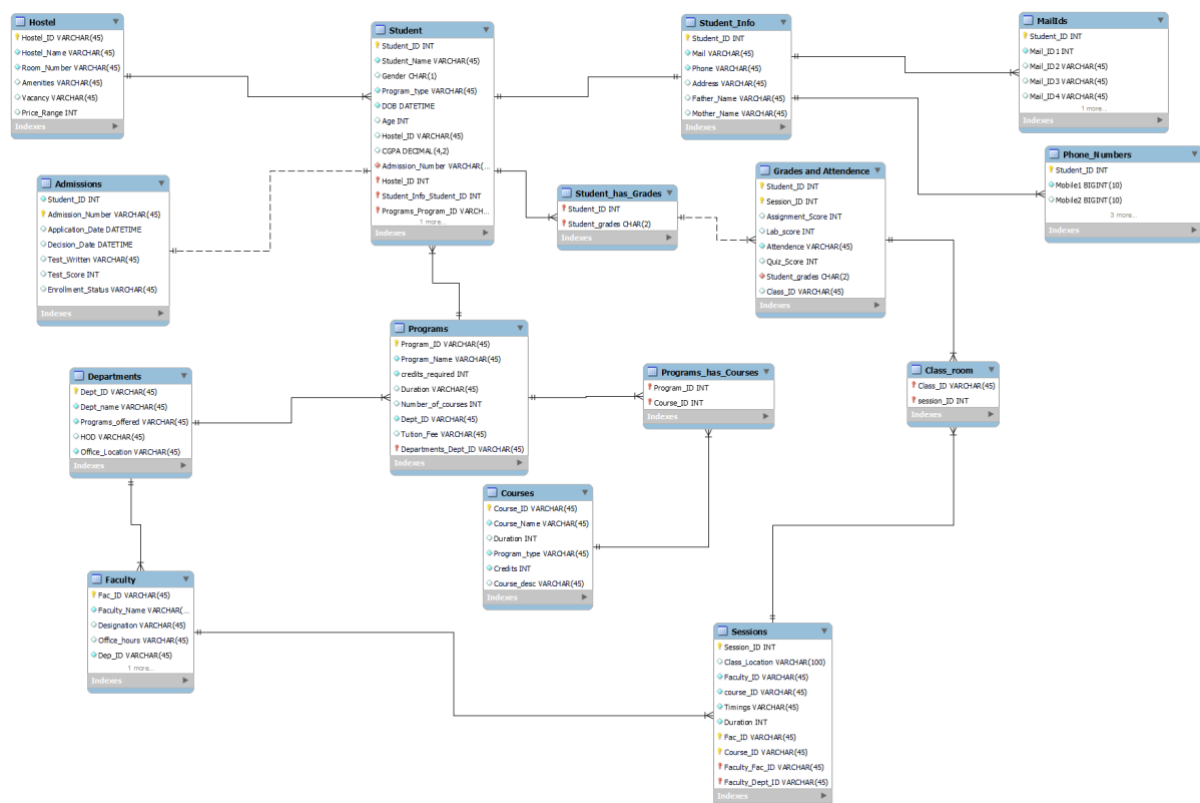 Hostel
Hostel_ID VARCHAR(45)
Hostel_Name VARCHAR(45)
Room_Number VARCHAR(45)
Amenities VARCHAR(45)
Vacancy VARCHAR(45)
Price_Range INT
Indexes
Student
Student_ID INT
Student_Name VARCHAR(45)
Gender CHAR(1)
Program_type VARCHAR(45)
DOB DATETIME
Age INT
Hostel_ID VARCHAR(45)
CGPA DECIMAL(4,2)
Admission_Number VARCHAR(...
Hostel_ID INT
Student_Info_Student_ID INT
Programs_Program_ID VARCH...
1 more...
Indexes
Student_Info
Student_ID INT
Mail VARCHAR(45)
Phone VARCHAR(45)
Address VARCHAR(45)
Father_Name VARCHAR(45)
Mother_Name VARCHAR(45)
Indexes
MailIds
Student_ID INT
Mail_ID1 INT
Mail_ID2 VARCHAR(45)
Mail_ID3 VARCHAR(45)
Mail_ID4 VARCHAR(45)
1 more...
Indexes
Phone_Numbers
Student_ID INT
Mobile1 BIGINT(10)
Mobile2 BIGINT(10)
3 more...
Indexes
Admissions
Student_ID INT
Admission_Number VARCHAR(45)
Application_Date DATETIME
Decision_Date DATETIME
Test_Written VARCHAR(45)
Test_Score INT
Enrollment_Status VARCHAR(45)
Indexes
Student_has_Grades
Student_ID INT
Student_grades CHAR(2)
Indexes
Grades and Attendence
Student_ID INT
Session_ID INT
Assignment_Score INT
Lab_score INT
Attendence VARCHAR(45)
Quiz_Score INT
Student_grades CHAR(2)
Class_ID VARCHAR(45)
Indexes
Programs
Program_ID VARCHAR(45)
Program_Name VARCHAR(45)
credits_required INT
Duration VARCHAR(45)
Number_of_courses INT
Dept_ID VARCHAR(45)
Tution_Fee VARCHAR(45)
Departments_Dept_ID VARCHAR(45)
Indexes
Departments
Dept_ID VARCHAR(45)
Dept_name VARCHAR(45)
Programs_offered VARCHAR(45)
HOD VARCHAR(45)
Office_Location VARCHAR(45)
Indexes
Programs_has_Courses
Program_ID INT
Course_ID INT
Indexes
Class_room
Class_ID VARCHAR(45)
session_ID INT
Indexes
Courses
Course_ID VARCHAR(45)
Course_Name VARCHAR(45)
Duration INT
Program_type VARCHAR(45)
Credits INT
Course_desc VARCHAR(45)
Indexes
Faculty
Fac_ID VARCHAR(45)
Faculty_Name VARCHAR(...
Designation VARCHAR(45)
Office_hours VARCHAR(45)
Dep_ID VARCHAR(45)
1 more...
Indexes
Sessions
Session_ID INT
Class_Location VARCHAR(100)
Faculty_ID VARCHAR(45)
course_ID VARCHAR(45)
Timings VARCHAR(45)
Duration INT
Fac_ID VARCHAR(45)
Course_ID VARCHAR(45)
Faculty_Fac_ID VARCHAR(45)
Faculty_Dept_ID VARCHAR(45)
Indexes